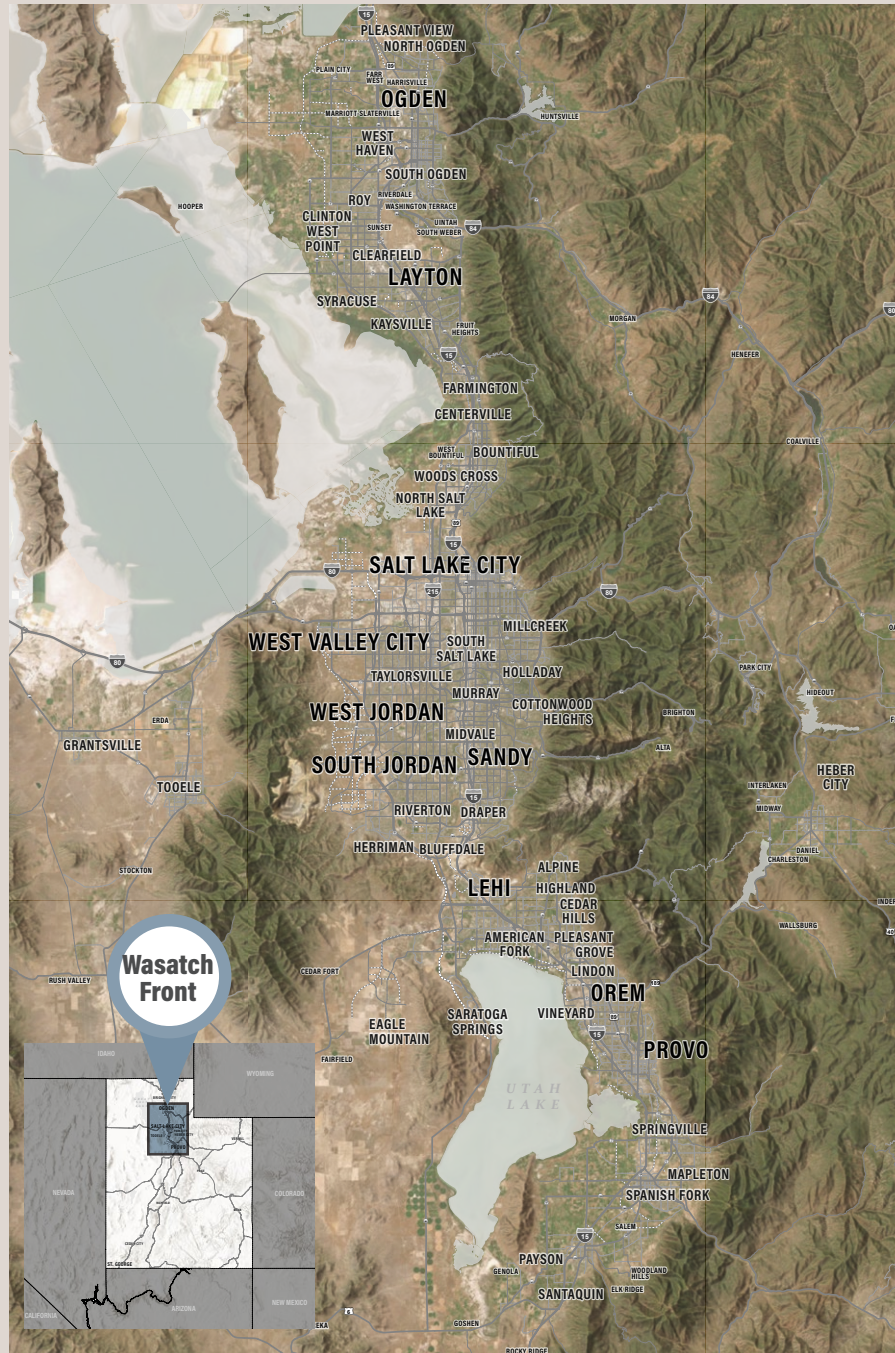 15
PLEASANT VIEW
NORTH OGDEN
PLAIN CITY
89
FARR
WEST
HARRISVILLE
OGDEN
MARRIOTT SLATERVILLE
HUNTSVILLE
WEST
HAVEN
SOUTH OGDEN
ROY
RIVERDALE
WASHINGTON TERRACE
HOOPER
CLINTON
WEST
POINT
SUNSET
UINTAH
SOUTH WEBER
84
CLEARFIELD
LAYTON
SYRACUSE
84
80
KAYSVILLE
FRUIT
HEIGHTS
MORGAN
15
HENEFER
FARMINGTON
CENTERVILLE
COALVILLE
WEST
BOUNTIFUL
BOUNTIFUL
WOODS CROSS
NORTH SALT
LAKE
89
15
SALT LAKE CITY
80
215
80
MILLCREEK
WEST VALLEY CITY
SOUTH
SALT LAKE
80
TAYLORSVILLE
HOLLADAY
PARK CITY
MURRAY
HIDEOUT
WEST JORDAN
COTTONWOOD
HEIGHTS
BRIGHTON
ERDA
GRANTSVILLE
MIDVALE
ALTA
SOUTH JORDAN
SANDY
TOOELE
HEBER
CITY
INTERLAKEN
15
MIDWAY
RIVERTON
DRAPER
HERRIMAN
BLUFFDALE
DANIEL
CHARLESTON
STOCKTON
ALPINE
LEHI
HIGHLAND
CEDAR
HILLS
WALLSBURG
40
AMERICAN
FORK
PLEASANT
GROVE
CEDAR FORT
LINDON
RUSH VALLEY
Wasatch
Front
189
OREM
SARATOGA
SPRINGS
VINEYARD
89
EAGLE
MOUNTAIN
15
FAIRFIELD
PROVO
UTAH
LAKE
SPRINGVILLE
MAPLETON
SPANISH FORK
SALEM
15
PAYSON
GENOLA
WOODLAND
HILLS
ELK RIDGE
SANTAQUIN
6
GOSHEN
ROCKY RIDGE
IDAHO
WYOMING
OGDEN
SALT LAKE CITY
PROVO
NEVADA
COLORADO
ST. GEORGE
CALIFORNIA
ARIZONA
NEW MEXICO